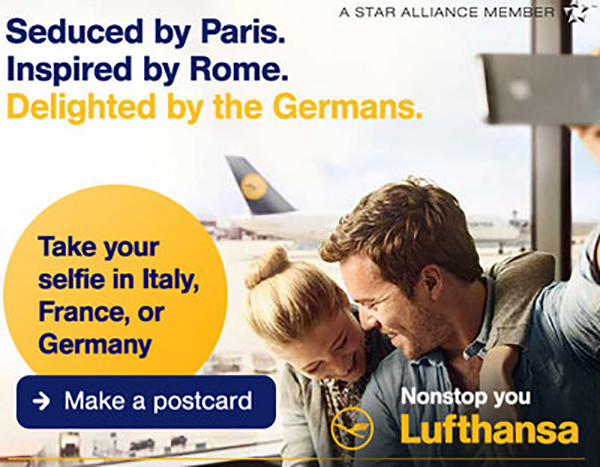 A STAR ALLIANCE MEMBER
Seduced by Paris.
Inspired by Rome.
Delighted by the Germans.
Take your
selfie in Italy,
France, or
Germany
→ Make a postcard
Nonstop you
Lufthansa